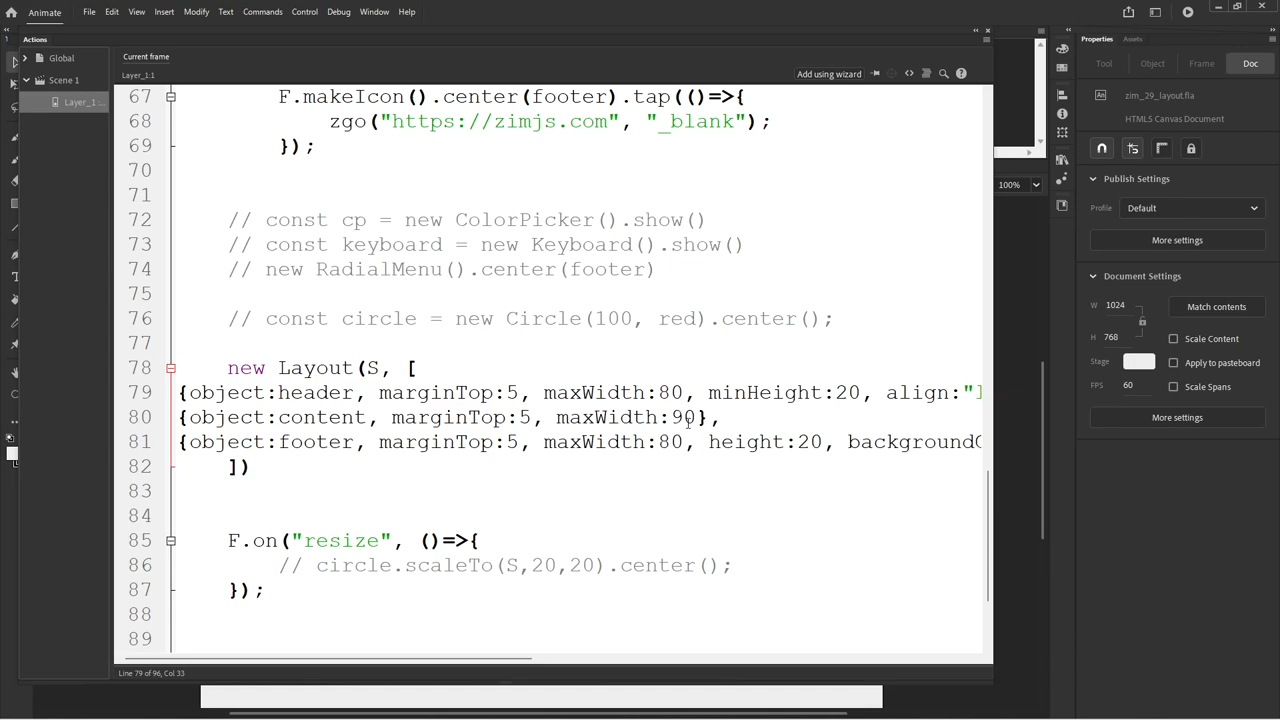 Animate File Edit View Insert Modify Text Commands Control Debug Window Help
Actions
Current frame
Properties Assets
Global
Scene 1
Layer_1:...
Layer_1:1
Add using wizard
Tool Object Frame Doc
zim_29_layout.fla
HTML5 Canvas Document
100%
Publish Settings
Profile Default
More settings
Document Settings
W 1024
Match contents
H 768
Scale Content
Stage
Apply to pasteboard
FPS 60
Scale Spans
More settings
67 F.makeIcon().center(footer).tap(()=>{
68 zgo("https://zimjs.com", "_blank");
69 });
70
71
72 // const cp = new ColorPicker().show()
73 // const keyboard = new Keyboard().show()
74 // new RadialMenu().center(footer)
75
76 // const circle = new Circle(100, red).center();
77
78 new Layout(S, [
79 {object:header, marginTop:5, maxWidth:80, minHeight:20, align:"l
80 {object:content, marginTop:5, maxWidth:90},
81 {object:footer, marginTop:5, maxWidth:80, height:20, backgroundC
82 ])
83
84
85 F.on("resize", ()=>{
86 // circle.scaleTo(S,20,20).center();
87 });
88
89
Line 79 of 96, Col 33